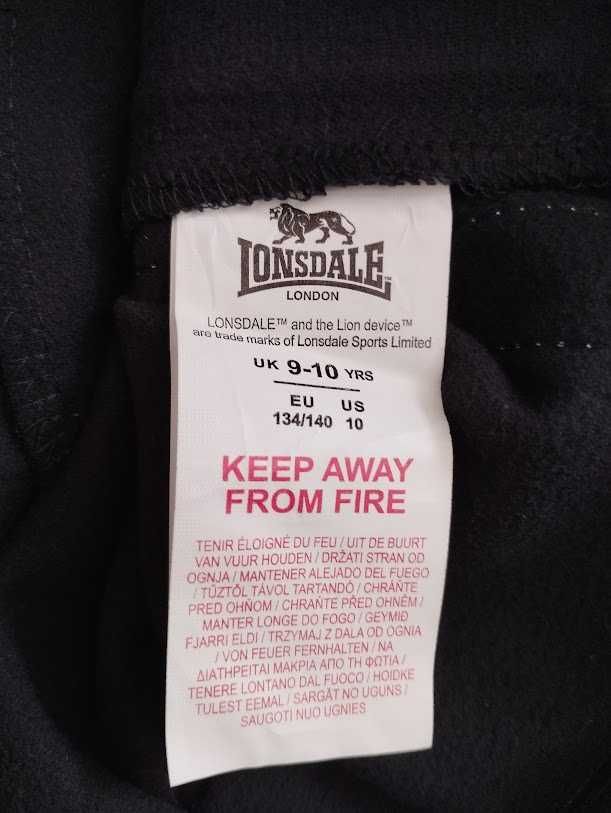 LONSDALE
LONDON
LONSDALE™ and the Lion device™
are trade marks of Lonsdale Sports Limited
UK 9-10 YRS
EU US
134/140 10
KEEP AWAY
FROM FIRE
TENIR ÉLOIGNÉ DU FEU / UIT DE BUURT
VAN VUUR HOUDEN / DRŽATI STRAN OD
OGNJA / MANTENER ALEJADO DEL FUEGO
/ TŰZTŐL TÁVOL TARTANDÓ / CHRÁŇTE
PRED OHŇOM / CHRAŇTE PŘED OHNĚM /
MANTER LONGE DO FOGO / GEYMIÐ
FJARRI ELDI / TRZYMAJ Z DALA OD OGNIA
/ VON FEUER FERNHALTEN / ΝΑ
ΔΙΑΤΗΡΕΙΤΑΙ ΜΑΚΡΙΑ ΑΠΟ ΤΗ ΦΩΤΙΑ /
TENERE LONTANO DAL FUOCO / HOIDKE
TULEST EEMAL / SARGĀT NO UGUNS /
SAUGOTI NUO UGNIES